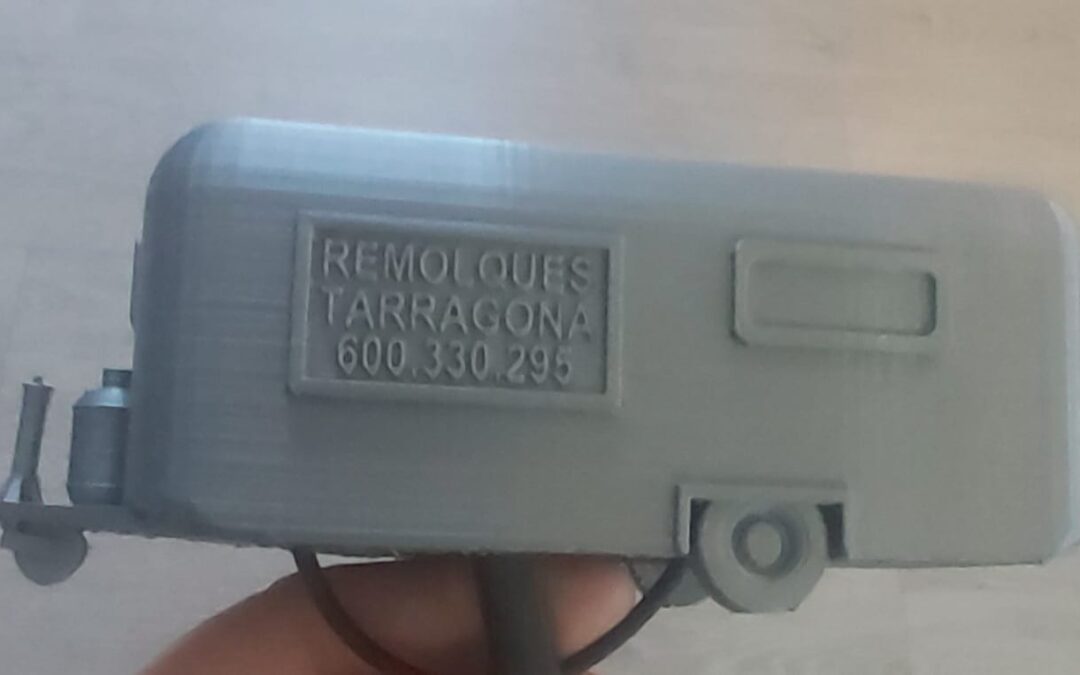 REMOLQUES
TARRAGONA
600.330.295